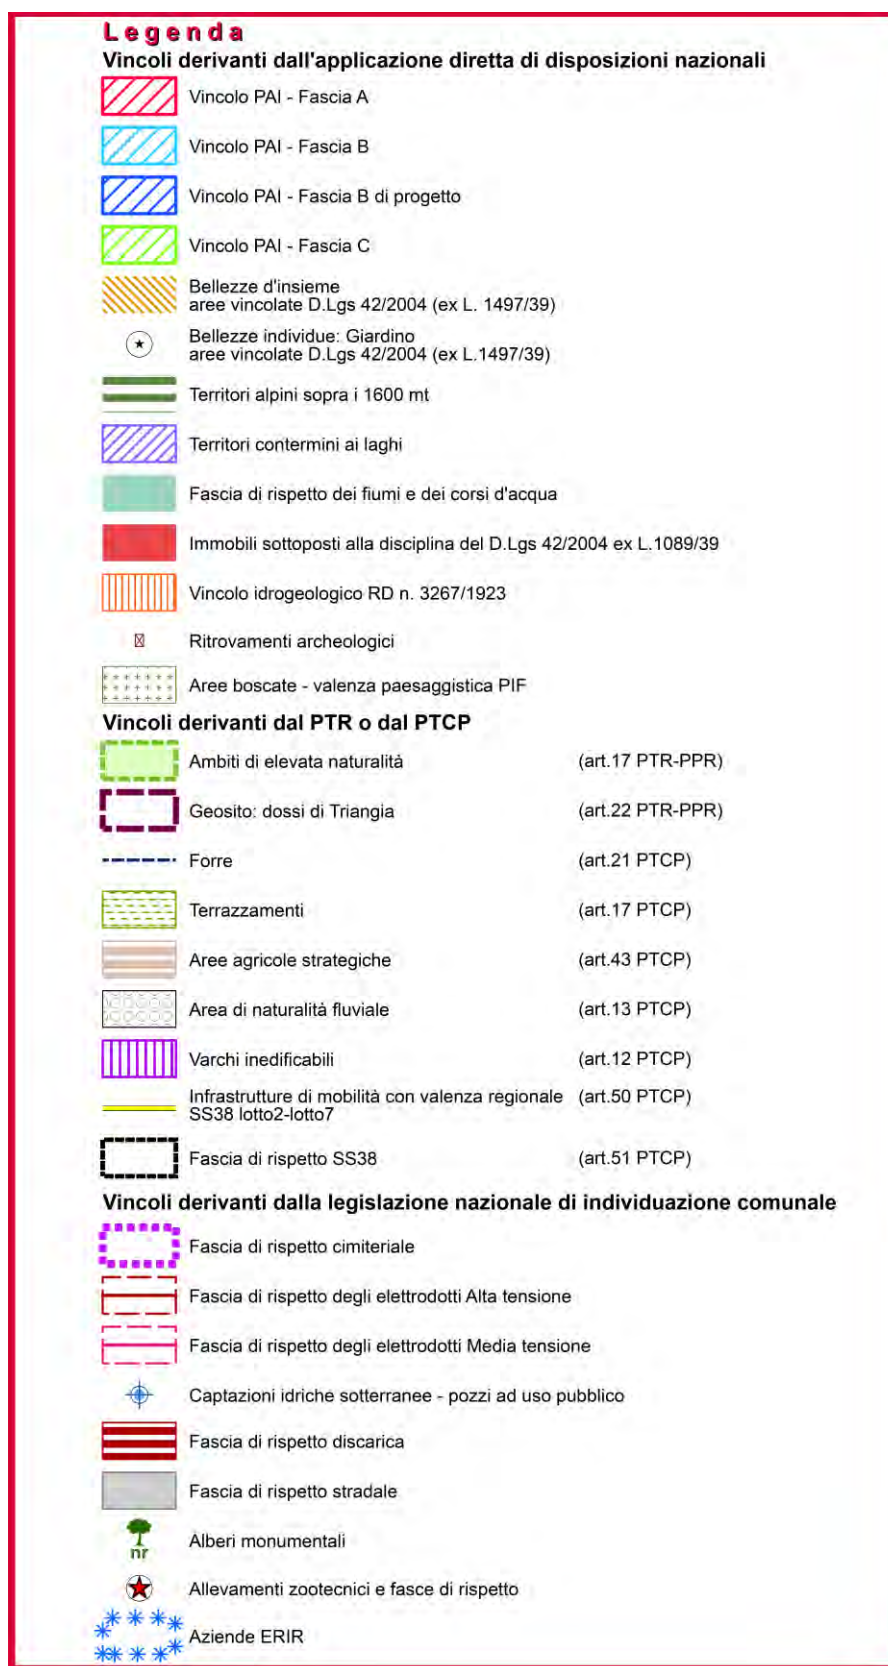 Legenda
Vincoli derivanti dall'applicazione diretta di disposizioni nazionali
Vincolo PAI - Fascia A
Vincolo PAI - Fascia B
Vincolo PAI - Fascia B di progetto
Vincolo PAI - Fascia C
Bellezze d'insieme
aree vincolate D.Lgs 42/2004 (ex L. 1497/39)
Bellezze individue: Giardino
aree vincolate D.Lgs 42/2004 (ex L.1497/39)
Territori alpini sopra i 1600 mt
Territori contermini ai laghi
Fascia di rispetto dei fiumi e dei corsi d'acqua
Immobili sottoposti alla disciplina del D.Lgs 42/2004 ex L.1089/39
Vincolo idrogeologico RD n. 3267/1923
Ritrovamenti archeologici
Aree boscate - valenza paesaggistica PIF
Vincoli derivanti dal PTR o dal PTCP
Ambiti di elevata naturalità (art.17 PTR-PPR)
Geosito: dossi di Triangia (art.22 PTR-PPR)
Forre (art.21 PTCP)
Terrazzamenti (art.17 PTCP)
Aree agricole strategiche (art.43 PTCP)
Area di naturalità fluviale (art.13 PTCP)
Varchi inedificabili (art.12 PTCP)
Infrastrutture di mobilità con valenza regionale (art.50 PTCP)
SS38 lotto2-lotto7
Fascia di rispetto SS38 (art.51 PTCP)
Vincoli derivanti dalla legislazione nazionale di individuazione comunale
Fascia di rispetto cimiteriale
Fascia di rispetto degli elettrodotti Alta tensione
Fascia di rispetto degli elettrodotti Media tensione
Captazioni idriche sotterranee - pozzi ad uso pubblico
Fascia di rispetto discarica
Fascia di rispetto stradale
Alberi monumentali
nr
Allevamenti zootecnici e fasce di rispetto
Aziende ERIR